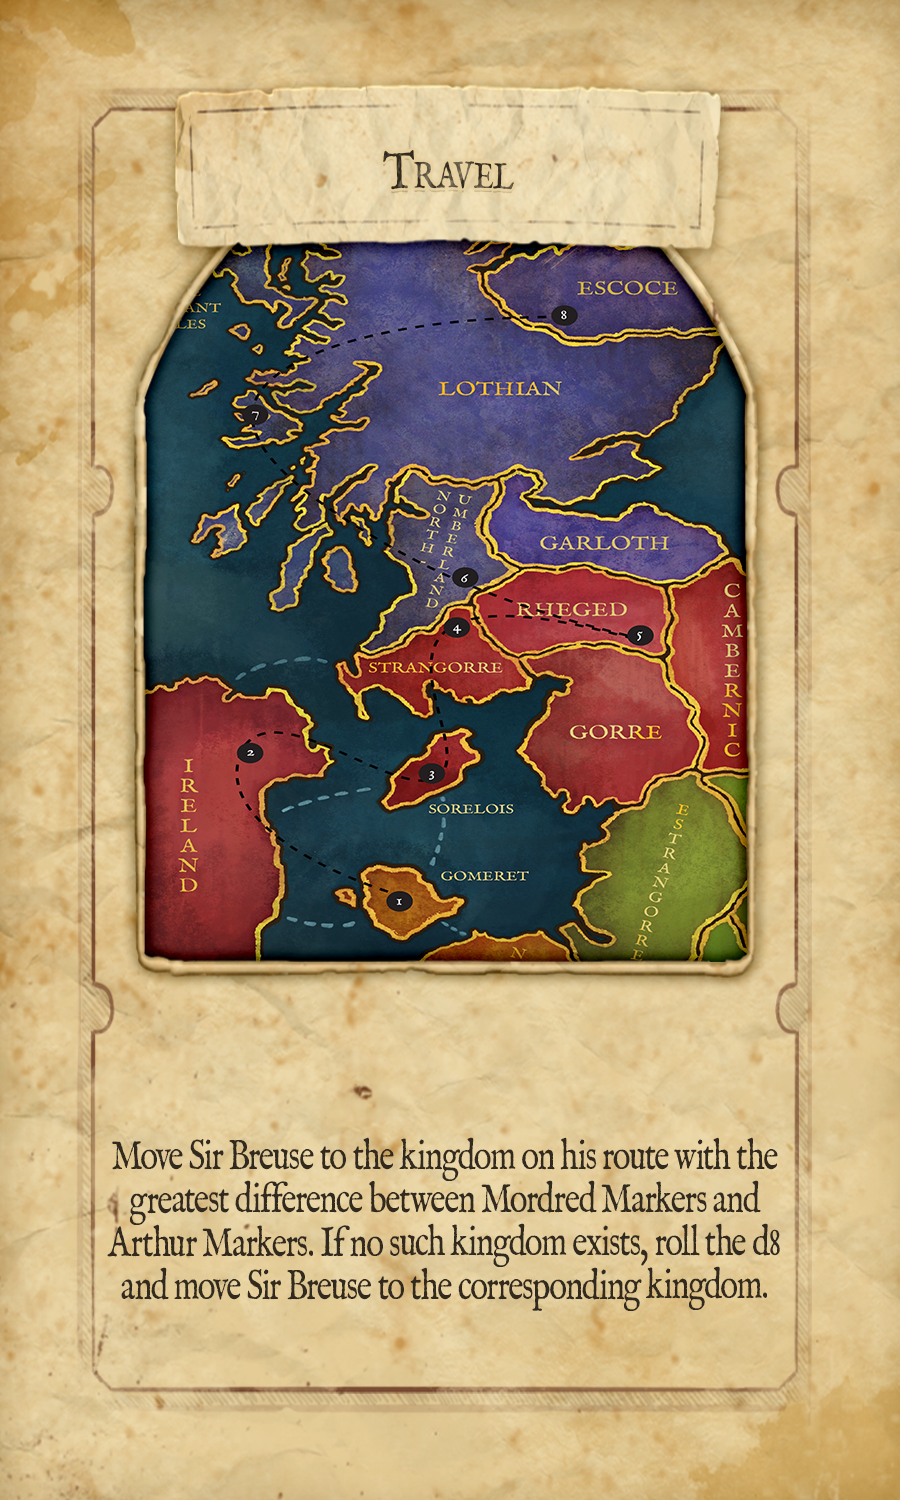 Travel
ANT
LES
ESCOCE
8
LOTHIAN
7
NORTH
UMBERLAND
GARLOTH
6
RHEGED
CAMBERNIC
4
5
STRANGORRE
GORRE
2
IRELAND
3
SORELOIS
ESTRANGORRE
GOMERET
1
N
Move Sir Breuse to the kingdom on his route with the
greatest difference between Mordred Markers and
Arthur Markers. If no such kingdom exists, roll the d8
and move Sir Breuse to the corresponding kingdom.